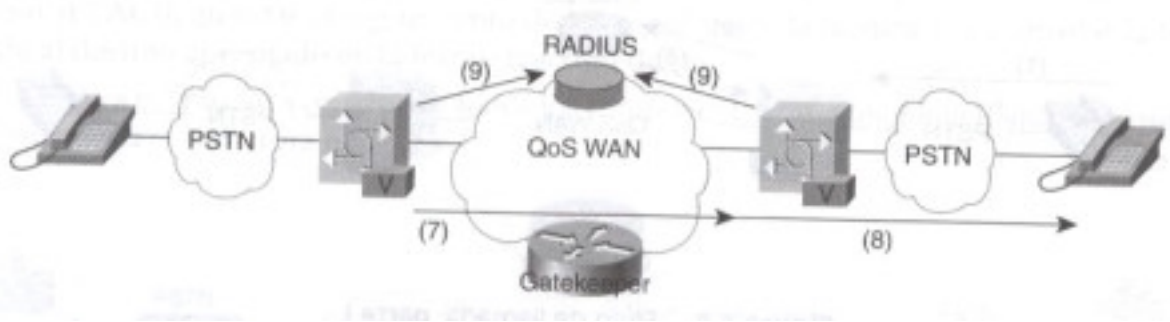 RADIUS
(9) (9)
PSTN
QoS WAN
PSTN
V
V
(7)
(8)
Gatekeeper